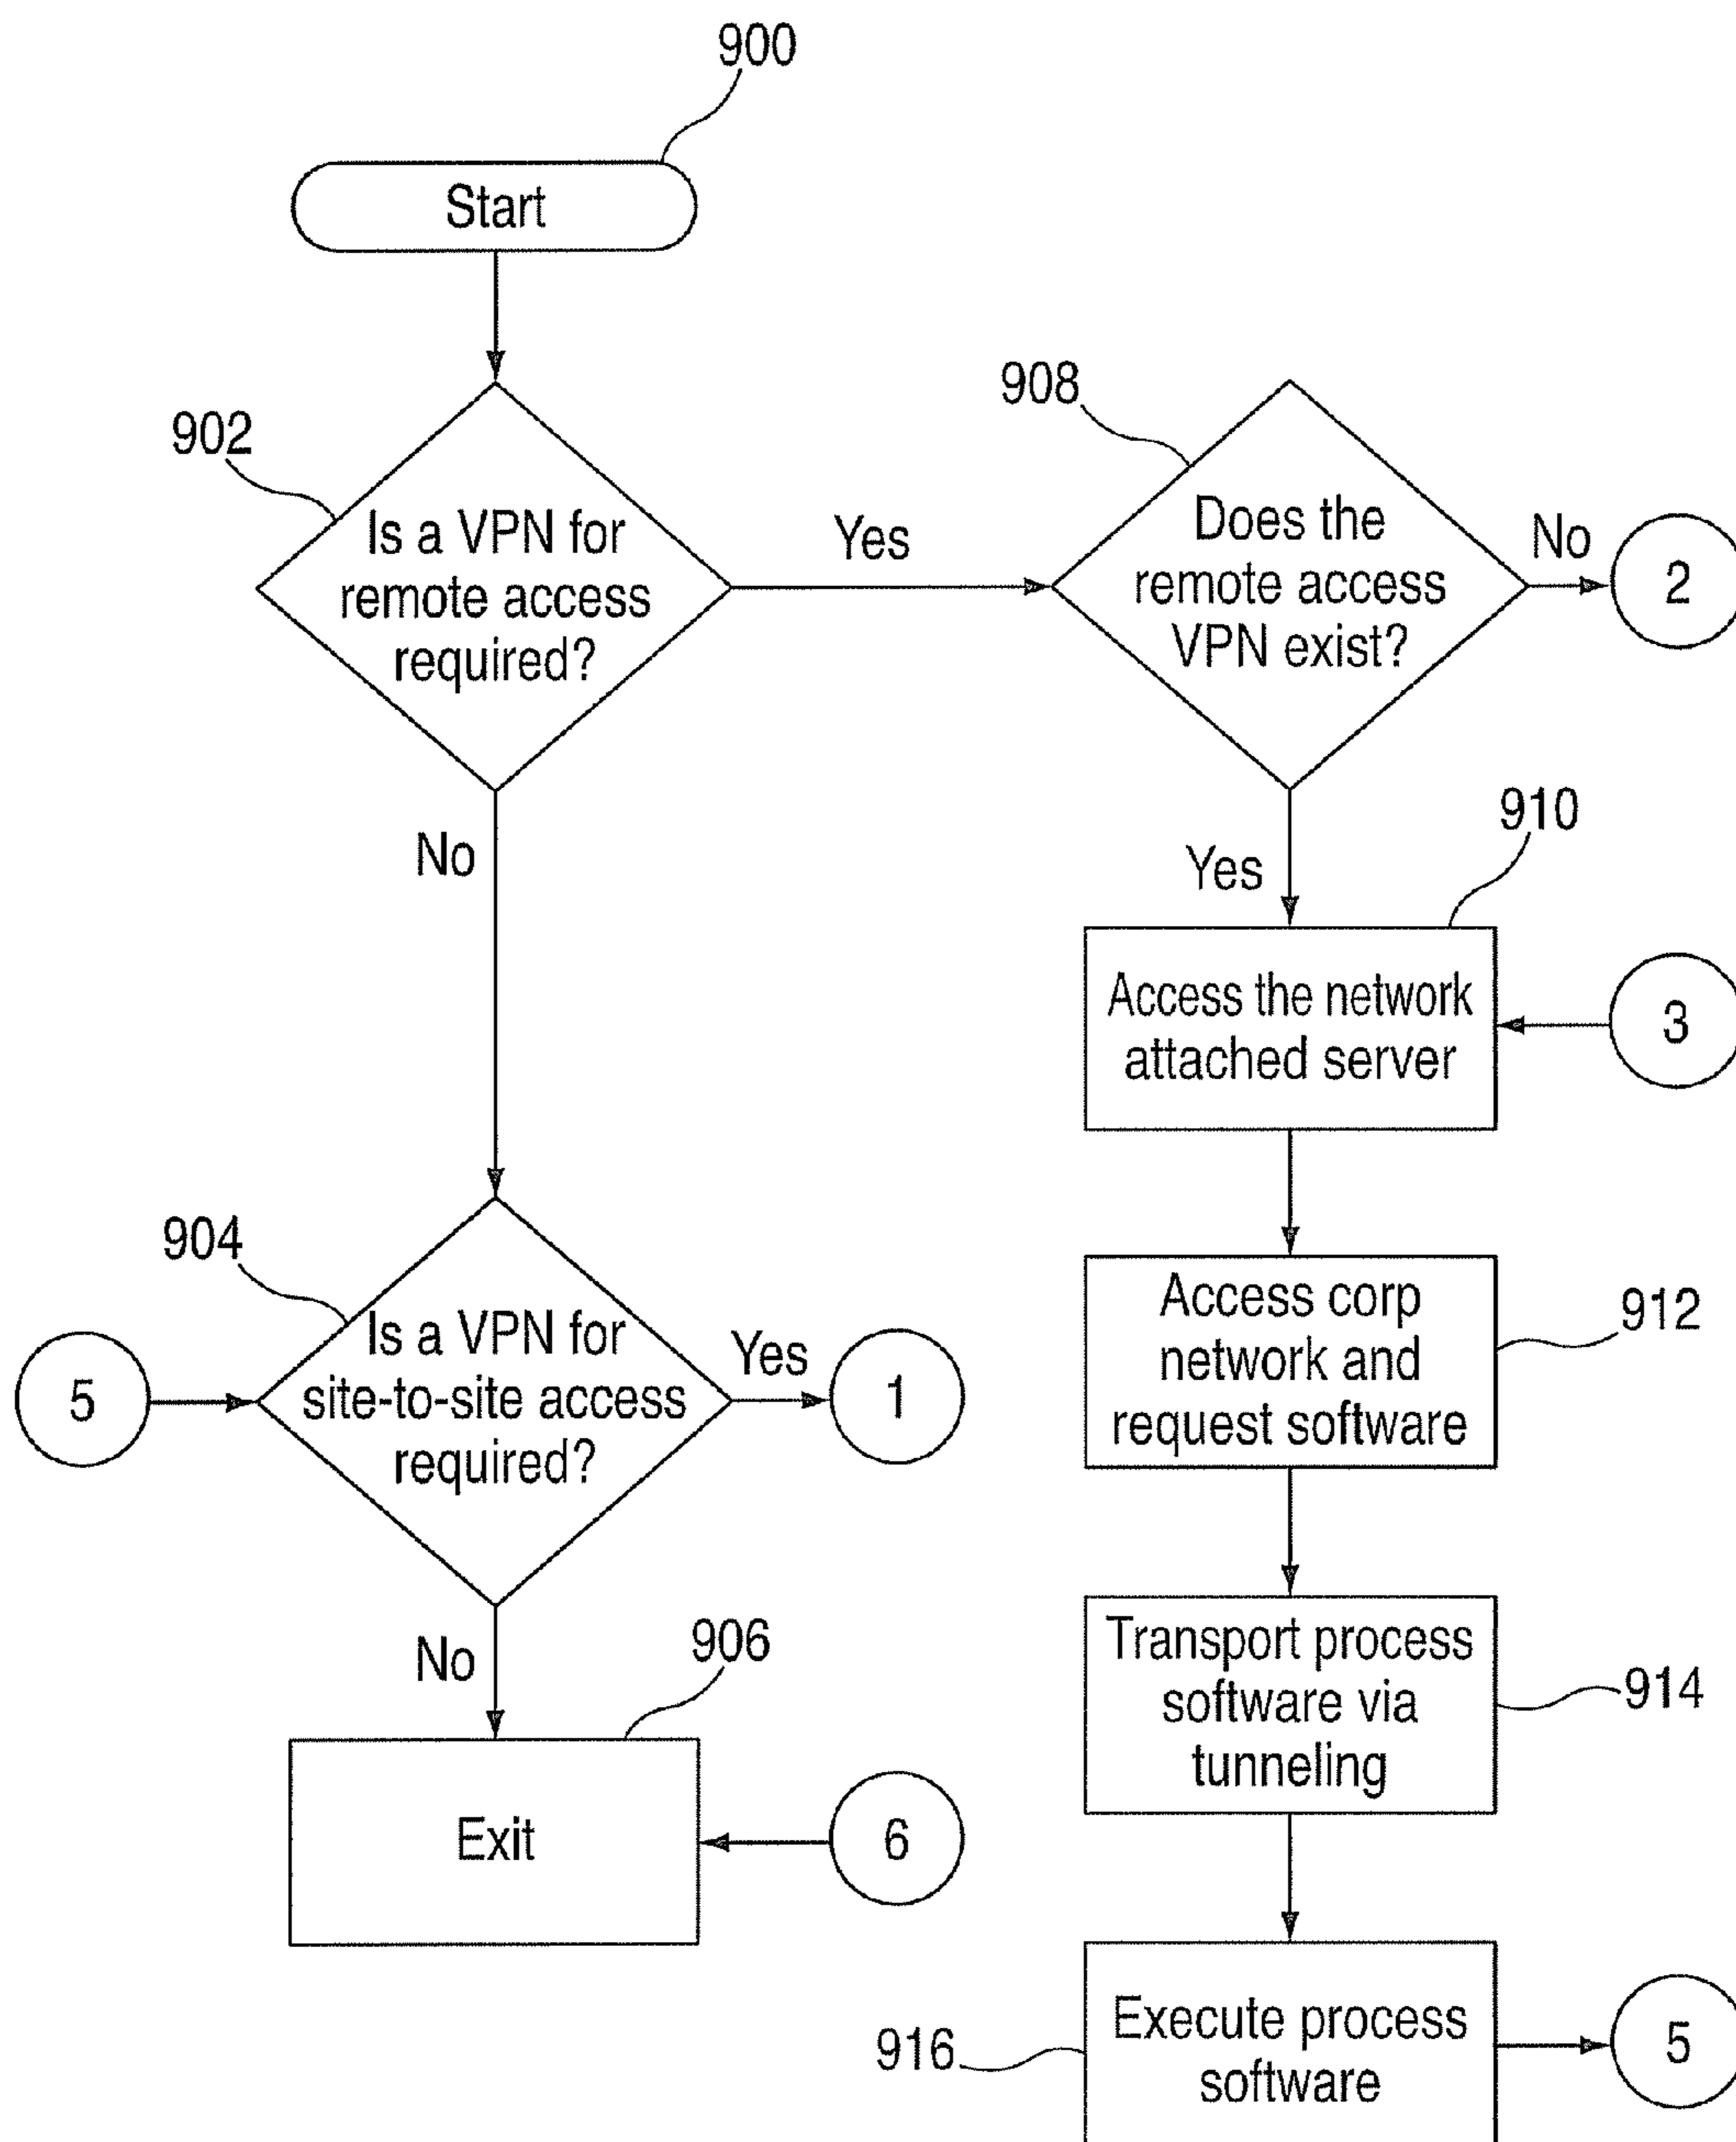 900
Start
902
Is a VPN for
remote access
required?
Yes
908
Does the
remote access
VPN exist?
No
2
No
Yes
910
Access the network
attached server
3
904
5
Is a VPN for
site-to-site access
required?
Yes
1
912
Access corp
network and
request software
No
906
Exit
6
914
Transport process
software via
tunneling
916
Execute process
software
5